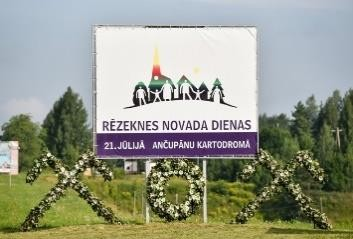 RĒZEKNES NOVADA DIENAS
21. JŪLIJĀ ANČUPĀNU KARTODROMĀ